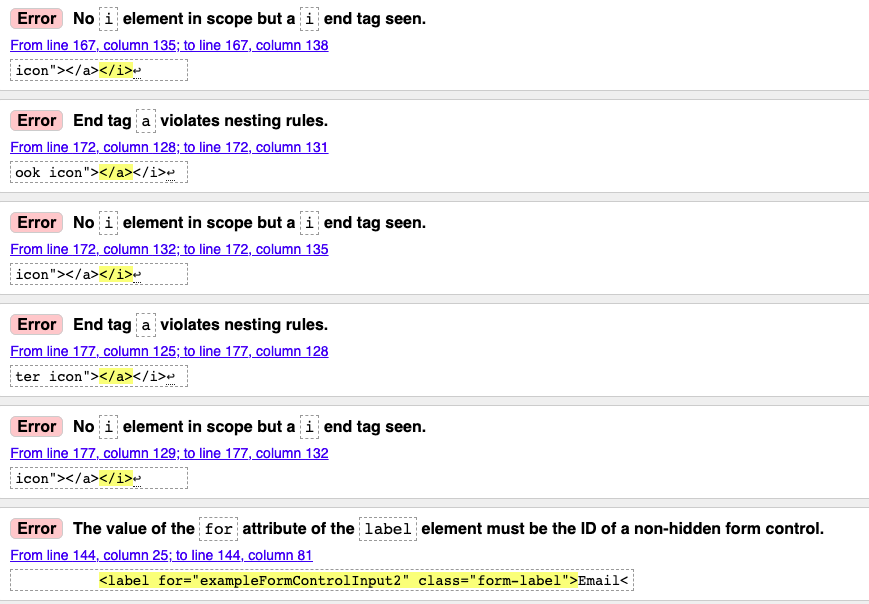 Error No i element in scope but a i end tag seen.
From line 167, column 135; to line 167, column 138
icon"></a></i>↩
Error End tag a violates nesting rules.
From line 172, column 128; to line 172, column 131
ook icon"></a></i>↩
Error No i element in scope but a i end tag seen.
From line 172, column 132; to line 172, column 135
icon"></a></i>↩
Error End tag a violates nesting rules.
From line 177, column 125; to line 177, column 128
ter icon"></a></i>↩
Error No i element in scope but a i end tag seen.
From line 177, column 129; to line 177, column 132
icon"></a></i>↩
Error The value of the for attribute of the label element must be the ID of a non-hidden form control.
From line 144, column 25; to line 144, column 81
<label for="exampleFormControlInput2" class="form-label">Email<